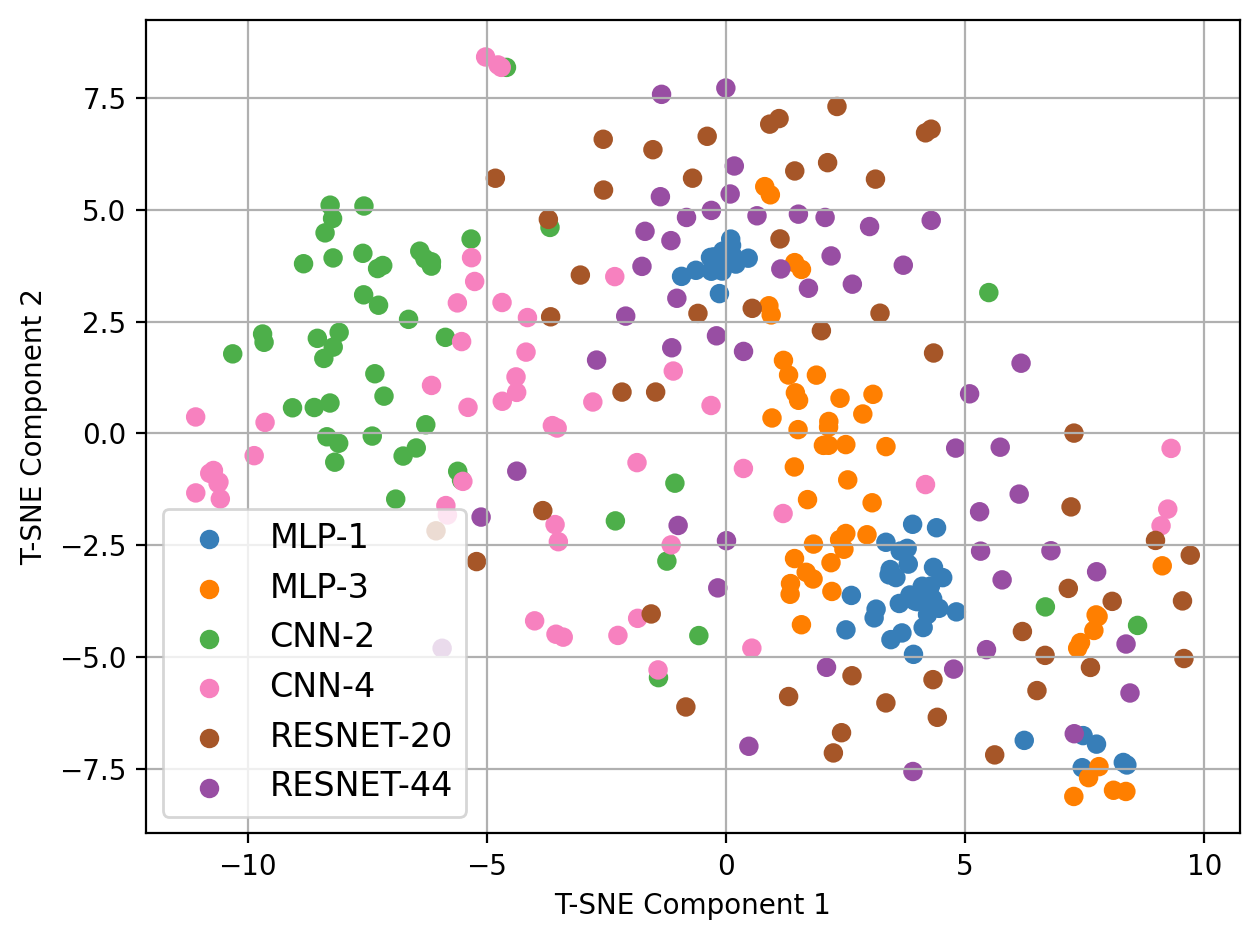 7.5
5.0
2.5
0.0
−2.5
−5.0
−7.5
T-SNE Component 2
MLP-1
MLP-3
CNN-2
CNN-4
RESNET-20
RESNET-44
−10 −5 0 5 10
T-SNE Component 1